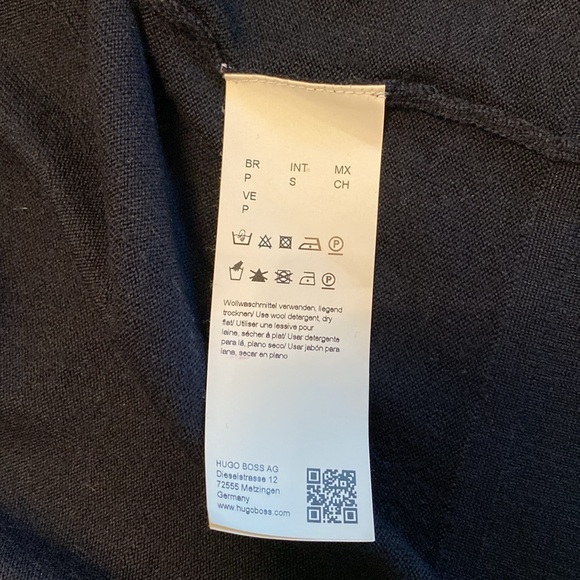 BR INT. MX
P S CH
VE
P
P
P
Wollwaschmittel verwenden, liegend
trocknen/ Use wool detergent, dry
flat/ Utiliser une lessive pour
laine, sécher à plat/ Usar detergente
para lã, plano seco/ Usar jabón para
lana, secar en plano
HUGO BOSS AG
Dieselstrasse 12
72555 Metzingen
Germany
www.hugoboss.com